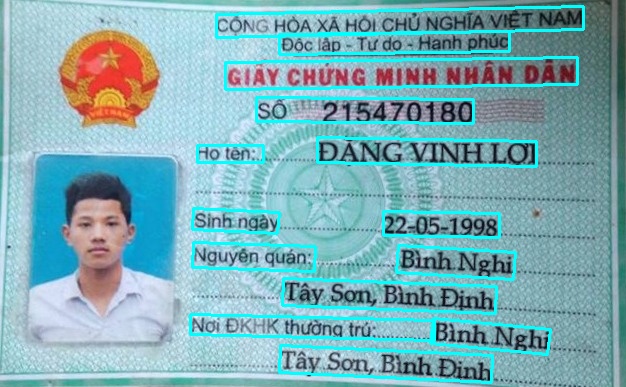 CỘNG HÒA XÃ HỘI CHỦ NGHĨA VIỆT NAM
Độc lập - Tự do - Hạnh phúc
GIẤY CHỨNG MINH NHÂN DÂN
SỐ 215470180
Họ tên: ĐẶNG VINH LỢI
Sinh ngày 22-05-1998
Nguyên quán: Bình Nghi
Tây Sơn, Bình Định
Nơi ĐKHK thường trú: Bình Nghi
Tây Sơn, Bình Định